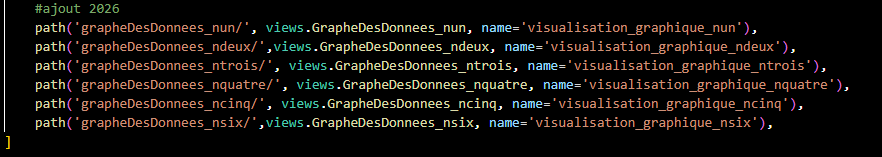 #ajout 2026
path('grapheDesDonnees_nun/', views.GrapheDesDonnees_nun, name='visualisation_graphique_nun'),
path('grapheDesDonnees_ndeux/',views.GrapheDesDonnees_ndeux, name='visualisation_graphique_ndeux'),
path('grapheDesDonnees_ntrois/', views.GrapheDesDonnees_ntrois, name='visualisation_graphique_ntrois'),
path('grapheDesDonnees_nquatre/', views.GrapheDesDonnees_nquatre, name='visualisation_graphique_nquatre'),
path('grapheDesDonnees_ncinq/', views.GrapheDesDonnees_ncinq, name='visualisation_graphique_ncinq'),
path('grapheDesDonnees_nsix/',views.GrapheDesDonnees_nsix, name='visualisation_graphique_nsix'),
]